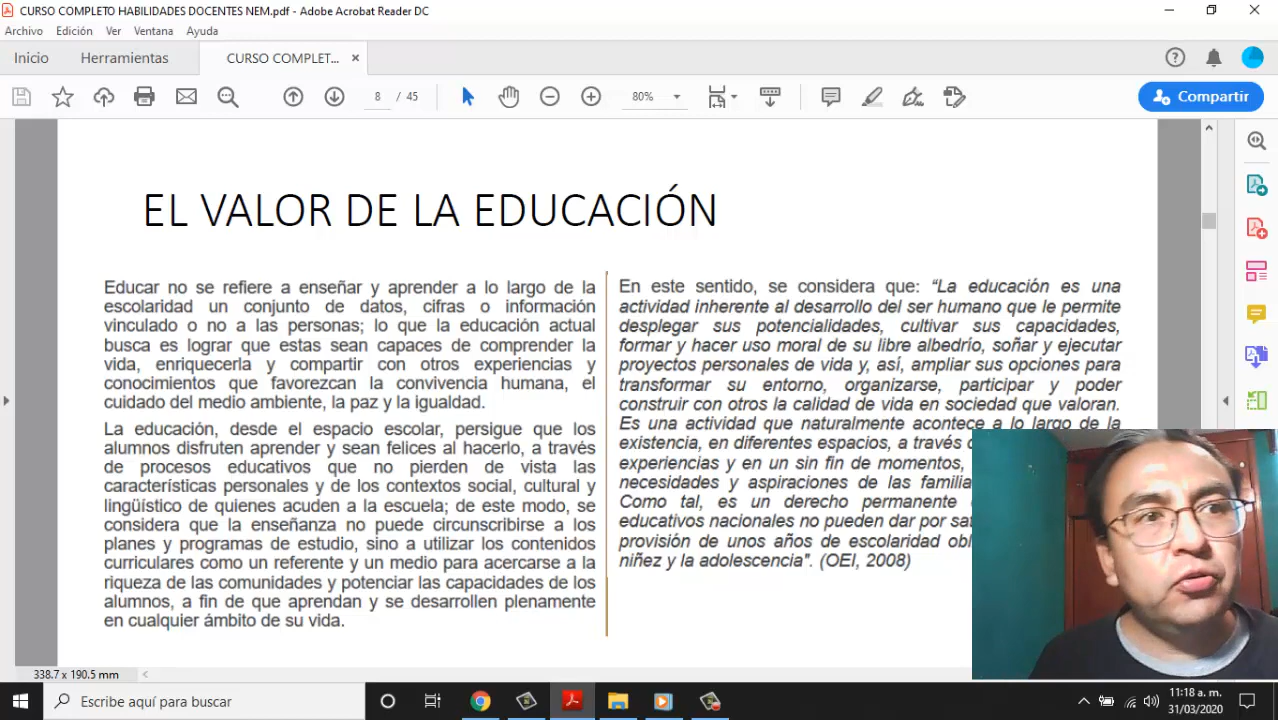 CURSO COMPLETO HABILIDADES DOCENTES NEM.pdf - Adobe Acrobat Reader DC
Archivo Edición Ver Ventana Ayuda
Inicio Herramientas CURSO COMPLET... ×
8 / 45 80% Compartir
EL VALOR DE LA EDUCACIÓN
Educar no se refiere a enseñar y aprender a lo largo de la
escolaridad un conjunto de datos, cifras o información
vinculado o no a las personas; lo que la educación actual
busca es lograr que estas sean capaces de comprender la
vida, enriquecerla y compartir con otros experiencias y
conocimientos que favorezcan la convivencia humana, el
cuidado del medio ambiente, la paz y la igualdad.
La educación, desde el espacio escolar, persigue que los
alumnos disfruten aprender y sean felices al hacerlo, a través
de procesos educativos que no pierden de vista las
características personales y de los contextos social, cultural y
lingüístico de quienes acuden a la escuela; de este modo, se
considera que la enseñanza no puede circunscribirse a los
planes y programas de estudio, sino a utilizar los contenidos
curriculares como un referente y un medio para acercarse a la
riqueza de las comunidades y potenciar las capacidades de los
alumnos, a fin de que aprendan y se desarrollen plenamente
en cualquier ámbito de su vida.
En este sentido, se considera que: “La educación es una
actividad inherente al desarrollo del ser humano que le permite
desplegar sus potencialidades, cultivar sus capacidades,
formar y hacer uso moral de su libre albedrío, soñar y ejecutar
proyectos personales de vida y, así, ampliar sus opciones para
transformar su entorno, organizarse, participar y poder
construir con otros la calidad de vida en sociedad que valoran.
Es una actividad que naturalmente acontece a lo largo de la
existencia, en diferentes espacios, a través
experiencias y en un sin fin de momentos,
necesidades y aspiraciones de las
Como tal, es un derecho permanente
educativos nacionales no pueden dar por
provisión de unos años de escolaridad
niñez y la adolescencia". (OEI, 2008)
338.7 x 190.5 mm
Escribe aquí para buscar
11:18 a. m.
31/03/2020